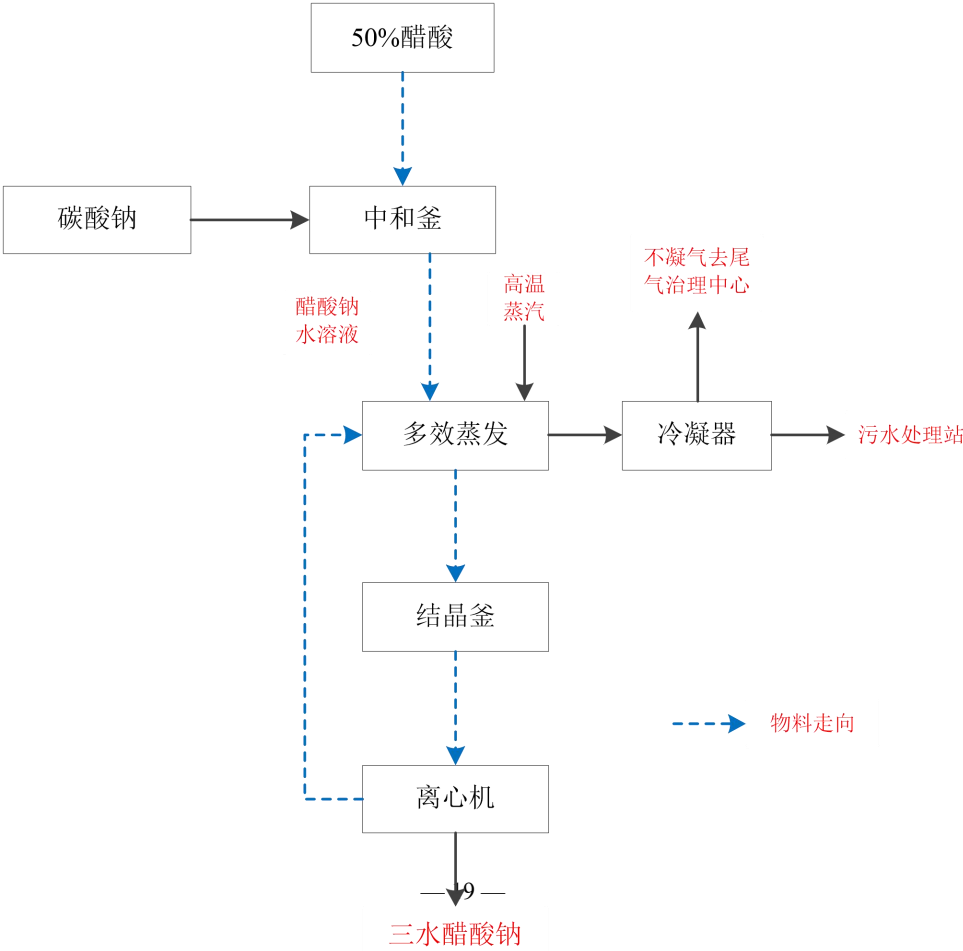 50%醋酸
碳酸钠
中和釜
醋酸钠
水溶液
高温
蒸汽
不凝气去尾
气治理中心
多效蒸发
冷凝器
污水处理站
结晶釜
物料走向
离心机
— 19 —
三水醋酸钠